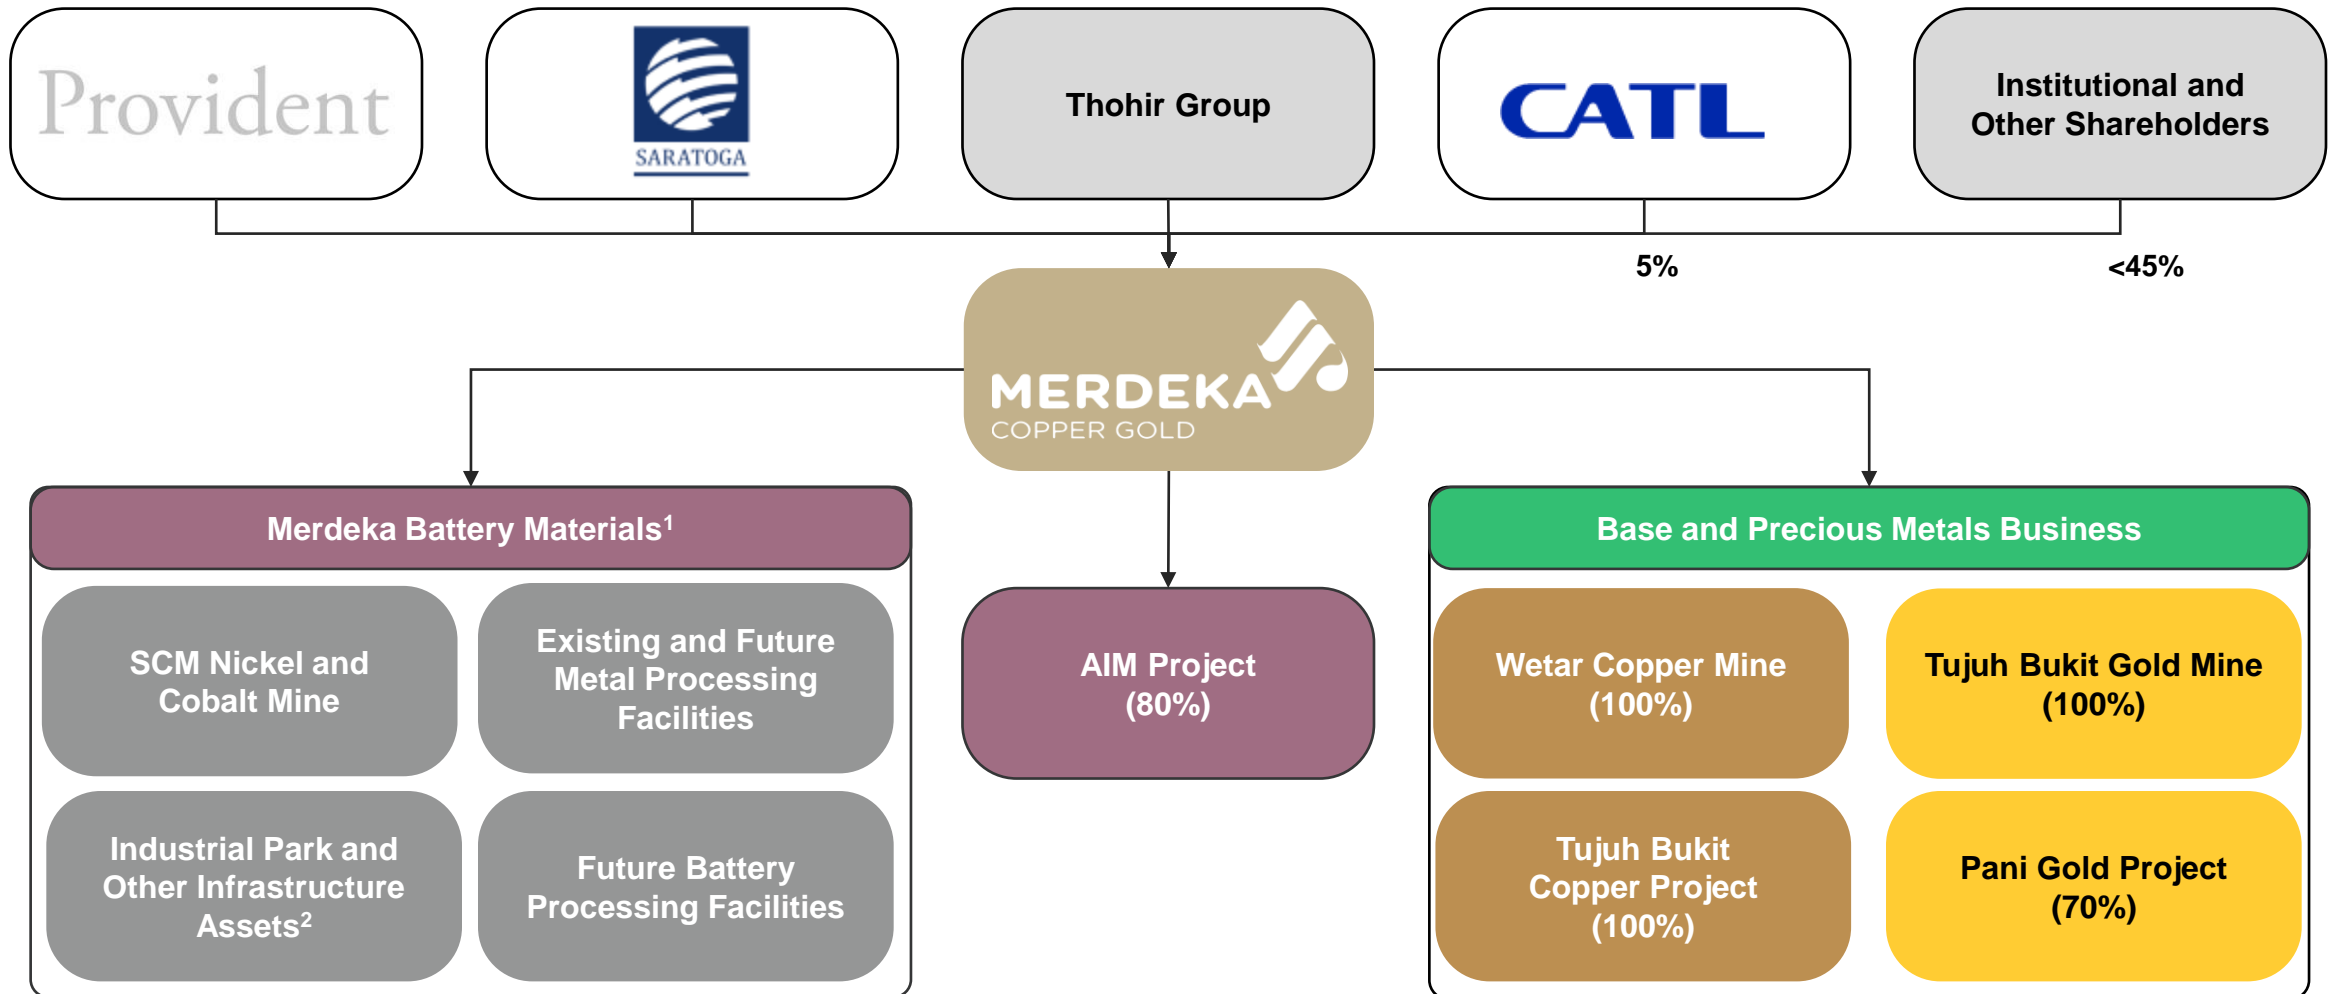 Provident
SARATOGA
Thohir Group
CATL
Institutional and
Other Shareholders
5%
<45%
MERDEKA
COPPER GOLD
Merdeka Battery Materials¹
SCM Nickel and
Cobalt Mine
Existing and Future
Metal Processing
Facilities
Industrial Park and
Other Infrastructure
Assets²
Future Battery
Processing Facilities
AIM Project
(80%)
Base and Precious Metals Business
Wetar Copper Mine
(100%)
Tujuh Bukit Gold Mine
(100%)
Tujuh Bukit
Copper Project
(100%)
Pani Gold Project
(70%)